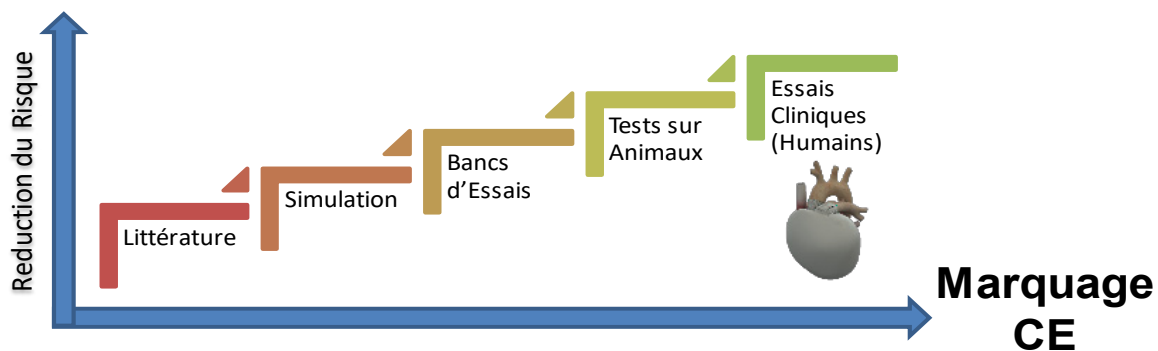 Reduction du Risque
Littérature
Simulation
Bancs
d’Essais
Tests sur
Animaux
Essais
Cliniques
(Humains)
Marquage
CE